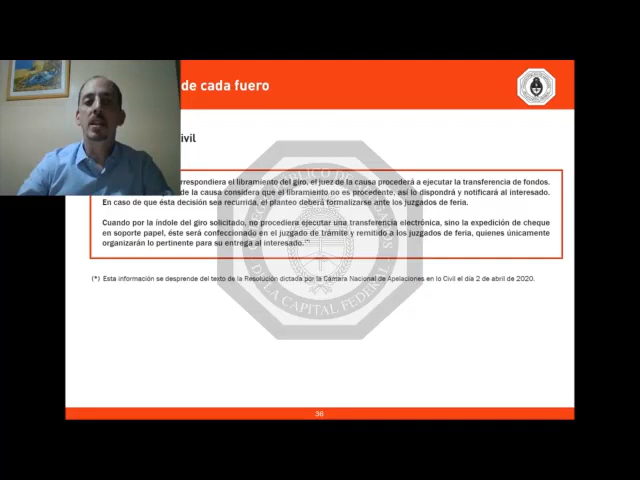 de cada fuero
ivil
rrespondiera el libramiento del giro, el juez de la causa procederá a ejecutar la transferencia de fondos.
de la causa considera que el libramiento no es procedente, así lo dispondrá y notificará al interesado.
En caso de que ésta decisión sea recurrida, el planteo deberá formalizarse ante los juzgados de feria.
Cuando por la índole del giro solicitado, no procediera ejecutar una transferencia electrónica, sino la expedición de cheque
en soporte papel, éste será confeccionado en el juzgado de trámite y remitido a los juzgados de feria, quienes únicamente
organizarán lo pertinente para su entrega al interesado.
(*) Esta información se desprende del texto de la Resolución dictada por la Cámara Nacional de Apelaciones en lo Civil el día 2 de abril de 2020.
DE LA CAPITAL FEDERAL
36